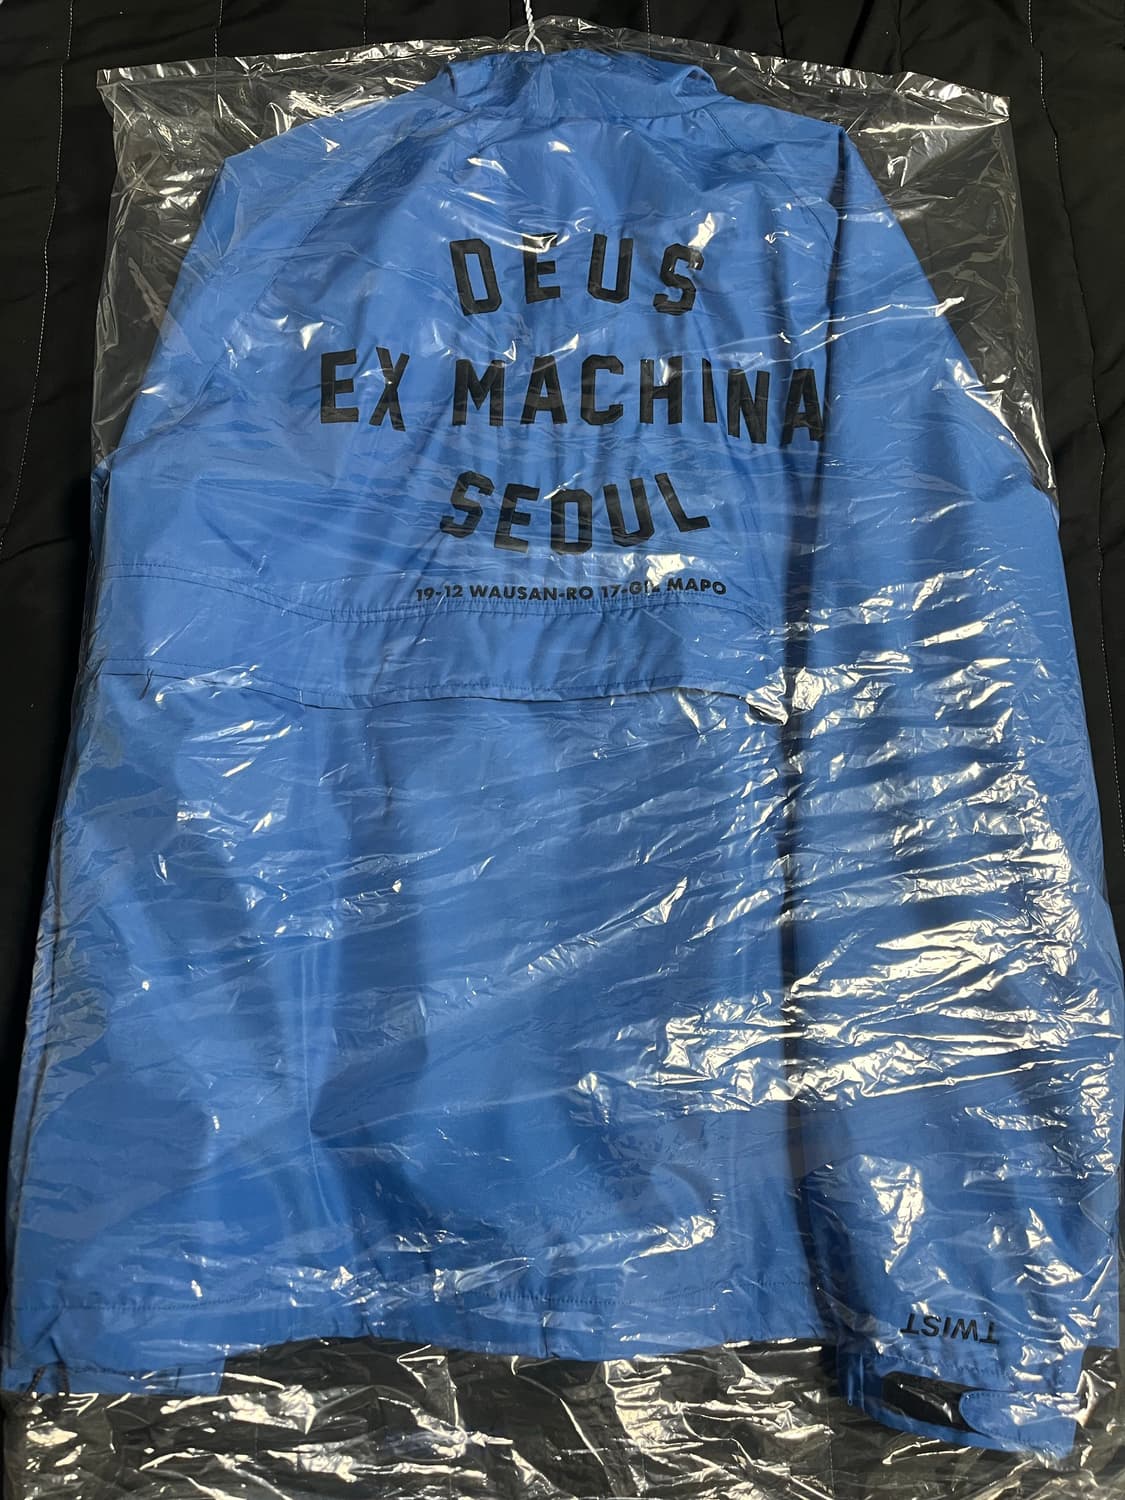 DEUS
EX MACHINA
SEOUL
19-12 WAUSAN-RO 17-GIL MAPO
TWIST